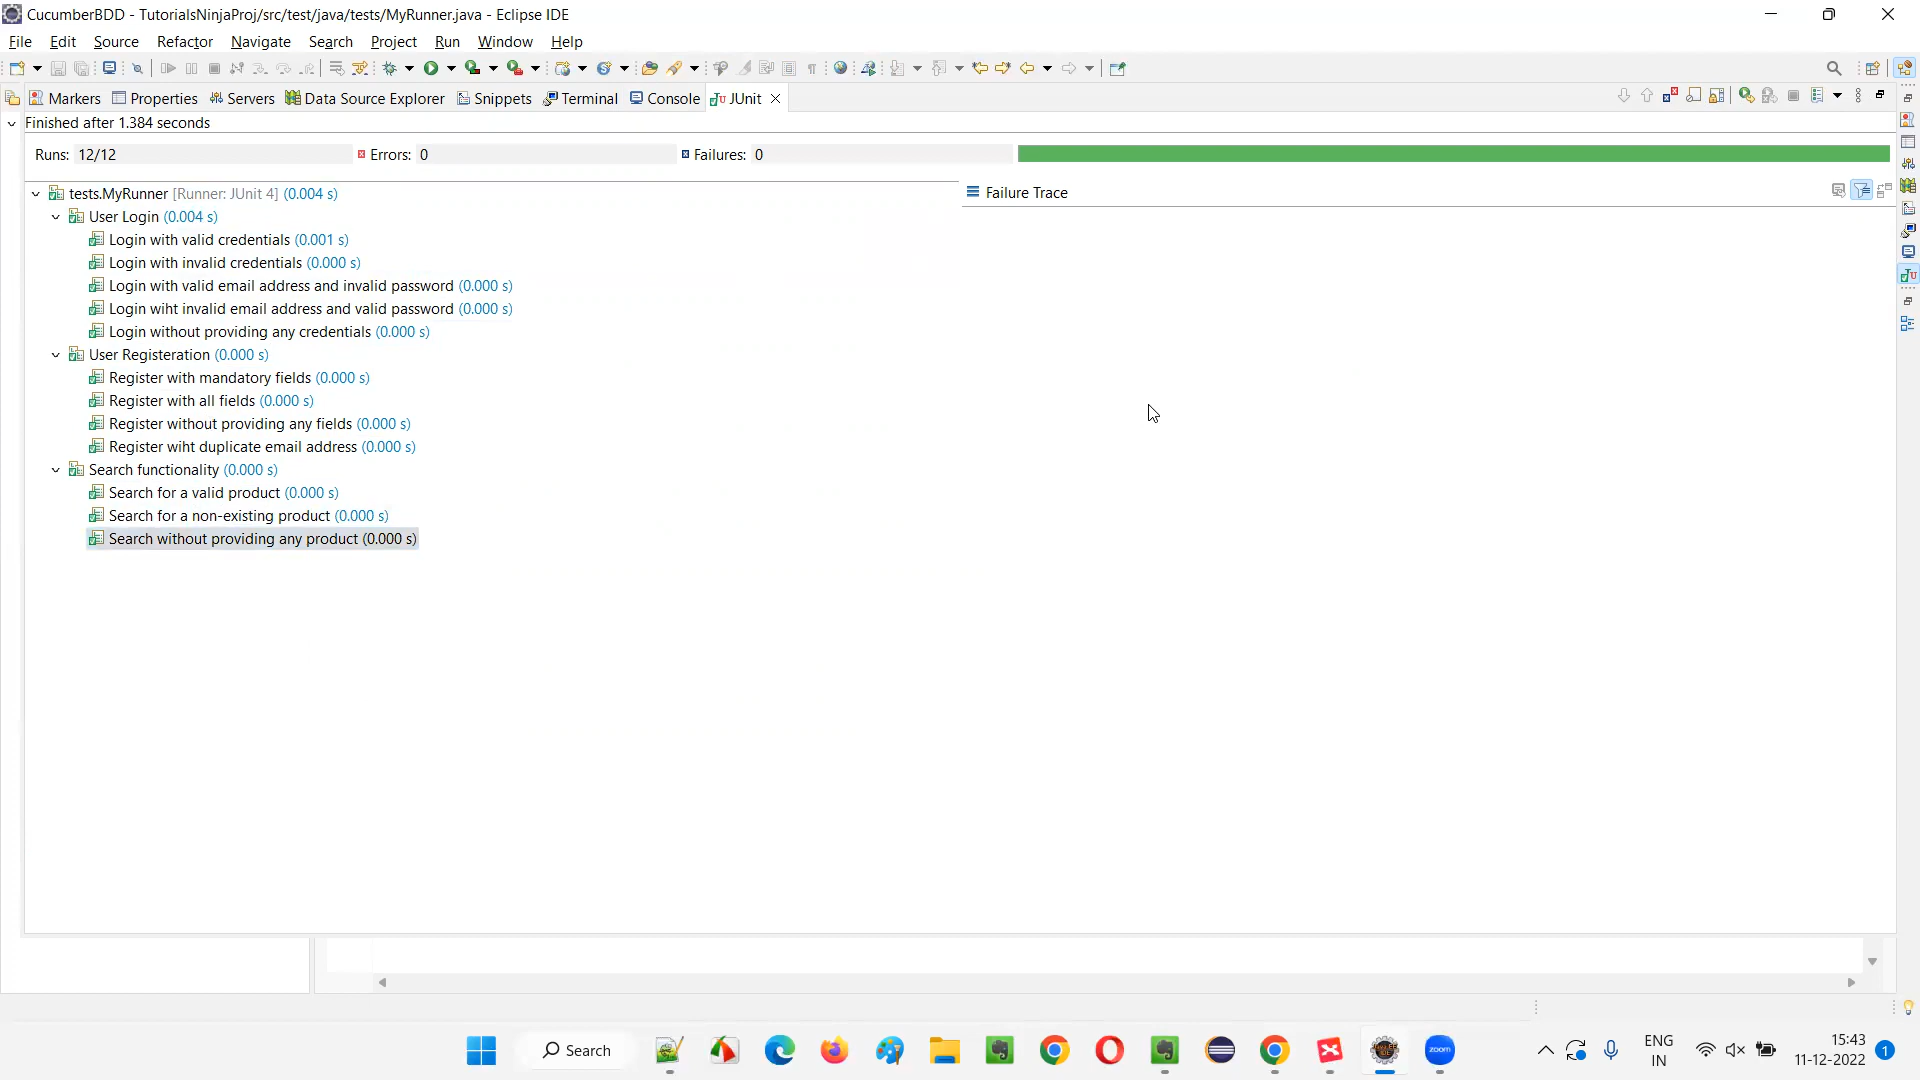 CucumberBDD - TutorialsNinjaProj/src/test/java/tests/MyRunner.java - Eclipse IDE
File Edit Source Refactor Navigate Search Project Run Window Help
Markers Properties Servers Data Source Explorer Snippets Terminal Console JUnit
Finished after 1.384 seconds
Runs: 12/12 Errors: 0 Failures: 0
tests.MyRunner [Runner: JUnit 4] (0.004 s)
Failure Trace
User Login (0.004 s)
Login with valid credentials (0.001 s)
Login with invalid credentials (0.000 s)
Login with valid email address and invalid password (0.000 s)
Login wiht invalid email address and valid password (0.000 s)
Login without providing any credentials (0.000 s)
User Registeration (0.000 s)
Register with mandatory fields (0.000 s)
Register with all fields (0.000 s)
Register without providing any fields (0.000 s)
Register wiht duplicate email address (0.000 s)
Search functionality (0.000 s)
Search for a valid product (0.000 s)
Search for a non-existing product (0.000 s)
Search without providing any product (0.000 s)
Search
zoom
ENG
IN
15:43
11-12-2022
1